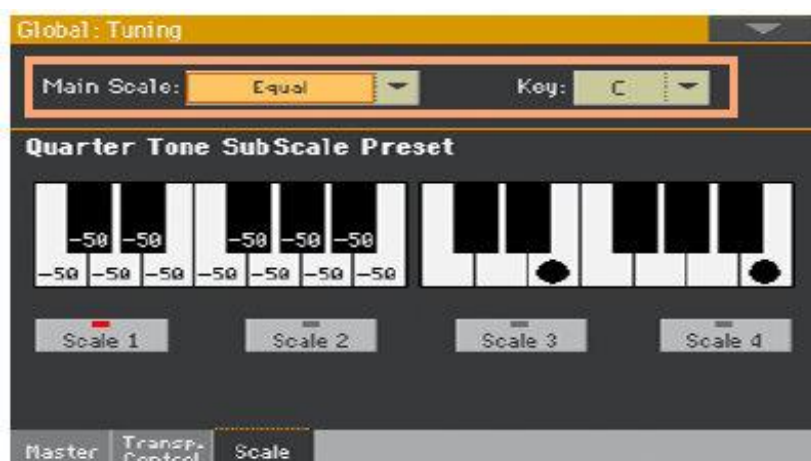 Global: Tuning
Main Scale: Equal Key: C
Quarter Tone SubScale Preset
-50 -50 -50 -50 -50
-50 -50 -50 -50 -50 -50 -50
Scale 1 Scale 2 Scale 3 Scale 4
Master Transp. Control Scale